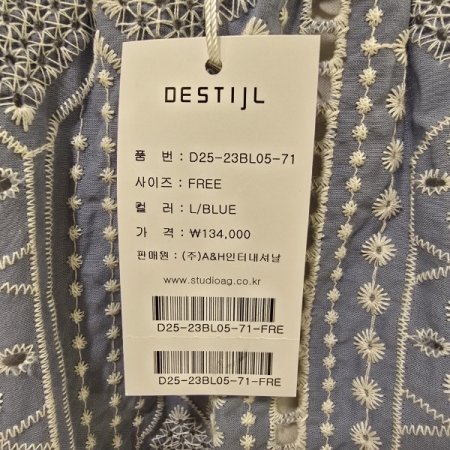 DESTIJL
품 번 : D25-23BL05-71
사이즈 : FREE
컬 러 : L/BLUE
가 격 : ₩134,000
판매원 : (주)A&H인터내셔날
www.studioag.co.kr
D25-23BL05-71-FRE
D25-23BL05-71-FRE